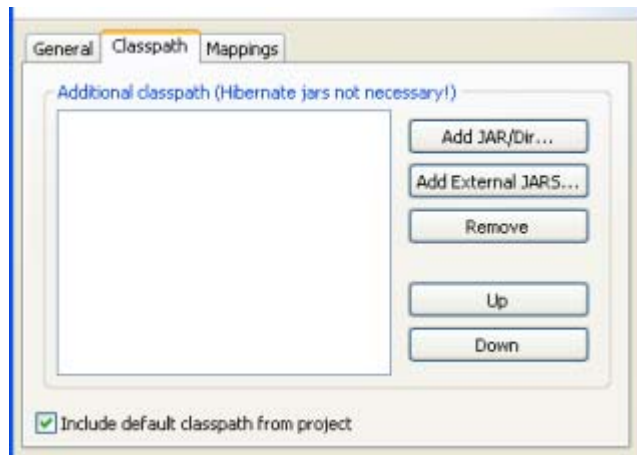 General Classpath Mappings
Additional classpath (Hibernate jars not necessary!)
Add JAR/Dir...
Add External JARS...
Remove
Up
Down
Include default classpath from project